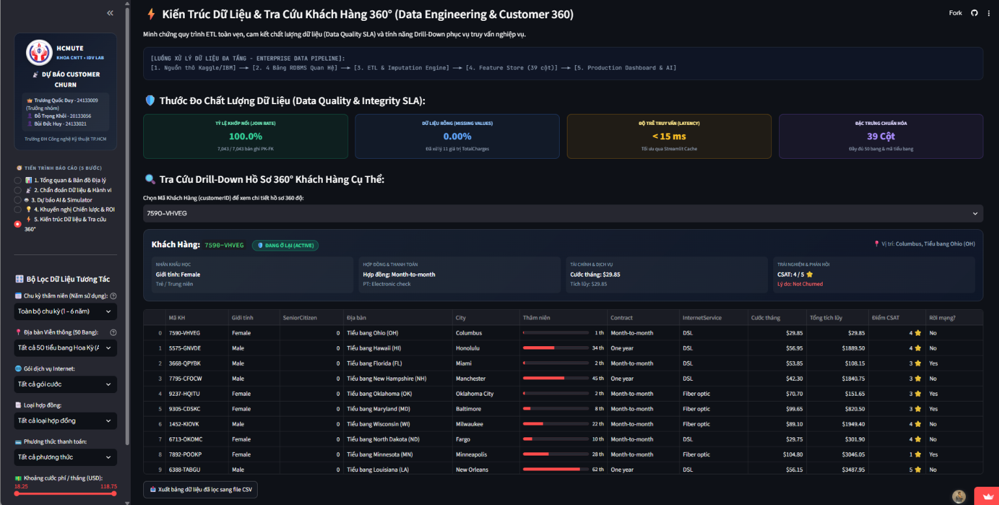 HCMUTE
KHOA CNTT • IDV LAB
DỰ BÁO CUSTOMER
CHURN
Trương Quốc Duy - 24133009
(Trưởng nhóm)
Đỗ Trọng Khôi - 20133056
Bùi Đức Huy - 24133021
Trường ĐH Công nghệ Kỹ thuật TP.HCM
TIẾN TRÌNH BÁO CÁO (5 BƯỚC)
1. Tổng quan & Bản đồ Địa lý
2. Chẩn đoán Dữ liệu & Hành vi
3. Dự báo AI & Simulator
4. Khuyến nghị Chiến lược & ROI
5. Kiến trúc Dữ liệu & Tra cứu
360°
Bộ Lọc Dữ Liệu Tương Tác
Chu kỳ thâm niên (Năm sử dụng):
Toàn bộ chu kỳ (1 - 6 năm)
Địa bàn Viễn thông (50 Bang):
Tất cả 50 tiểu bang Hoa Kỳ (A
Gói dịch vụ Internet:
Tất cả gói cước
Loại hợp đồng:
Tất cả loại hợp đồng
Phương thức thanh toán:
Tất cả phương thức
Khoảng cước phí / tháng (USD):
18.25 118.75
Fork
Kiến Trúc Dữ Liệu & Tra Cứu Khách Hàng 360° (Data Engineering & Customer 360)
Minh chứng quy trình ETL toàn vẹn, cam kết chất lượng dữ liệu (Data Quality SLA) và tính năng Drill-Down phục vụ truy vấn nghiệp vụ.
[LUỒNG XỬ LÝ DỮ LIỆU ĐA TẦNG - ENTERPRISE DATA PIPELINE]:
[1. Nguồn thô Kaggle/IBM] ──► [2. 4 Bảng RDBMS Quan Hệ] ──► [3. ETL & Imputation Engine] ──► [4. Feature Store (39 cột)] ──► [5. Production Dashboard & AI]
Thước Đo Chất Lượng Dữ Liệu (Data Quality & Integrity SLA):
TỶ LỆ KHỚP NỐI (JOIN RATE)
100.0%
7,043 / 7,043 bản ghi PK-FK
DỮ LIỆU RỖNG (MISSING VALUES)
0.00%
Đã xử lý 11 giá trị TotalCharges
ĐỘ TRỄ TRUY VẤN (LATENCY)
< 15 ms
Tối ưu qua Streamlit Cache
ĐẶC TRƯNG CHUẨN HÓA
39 Cột
Đầy đủ 50 bang & mã tiểu bang
Tra Cứu Drill-Down Hồ Sơ 360° Khách Hàng Cụ Thể:
Chọn Mã Khách Hàng (customerID) để xem chi tiết hồ sơ 360 độ:
7590-VHVEG
Khách Hàng: 7590-VHVEG ĐANG Ở LẠI (ACTIVE)
Vị trí: Columbus, Tiểu bang Ohio (OH)
NHÂN KHẨU HỌC
Giới tính: Female
Trẻ / Trung niên
HỢP ĐỒNG & THANH TOÁN
Hợp đồng: Month-to-month
PT: Electronic check
TÀI CHÍNH & DỊCH VỤ
Cước tháng: $29.85
Tích lũy: $29.85
TRẢI NGHIỆM & PHẢN HỒI
CSAT: 4 / 5 ⭐
Lý do: Not Churned
Mã KH Giới tính SeniorCitizen Địa bàn City Thâm niên Contract InternetService Cước tháng Tổng tích lũy Điểm CSAT Rời mạng?
0 7590-VHVEG Female 0 Tiểu bang Ohio (OH) Columbus 1 th Month-to-month DSL $29.85 $29.85 4 ⭐ No
1 5575-GNVDE Male 0 Tiểu bang Hawaii (HI) Honolulu 34 th One year DSL $56.95 $1889.50 4 ⭐ No
2 3668-QPYBK Male 0 Tiểu bang Florida (FL) Miami 2 th Month-to-month DSL $53.85 $108.15 3 ⭐ Yes
3 7795-CFOCW Male 0 Tiểu bang New Hampshire (NH) Manchester 45 th One year DSL $42.30 $1840.75 3 ⭐ No
4 9237-HQITU Female 0 Tiểu bang Oklahoma (OK) Oklahoma City 2 th Month-to-month Fiber optic $70.70 $151.65 3 ⭐ Yes
5 9305-CDSKC Female 0 Tiểu bang Maryland (MD) Baltimore 8 th Month-to-month Fiber optic $99.65 $820.50 3 ⭐ Yes
6 1452-KIOVK Male 0 Tiểu bang Wisconsin (WI) Milwaukee 22 th Month-to-month Fiber optic $89.10 $1949.40 4 ⭐ No
7 6713-OKOMC Female 0 Tiểu bang North Dakota (ND) Fargo 10 th Month-to-month DSL $29.75 $301.90 4 ⭐ No
8 7892-POOKP Female 0 Tiểu bang Minnesota (MN) Minneapolis 28 th Month-to-month Fiber optic $104.80 $3046.05 1 ⭐ Yes
9 6388-TABGU Male 0 Tiểu bang Louisiana (LA) New Orleans 62 th One year DSL $56.15 $3487.95 5 ⭐ No
Xuất bảng dữ liệu đã lọc sang file CSV